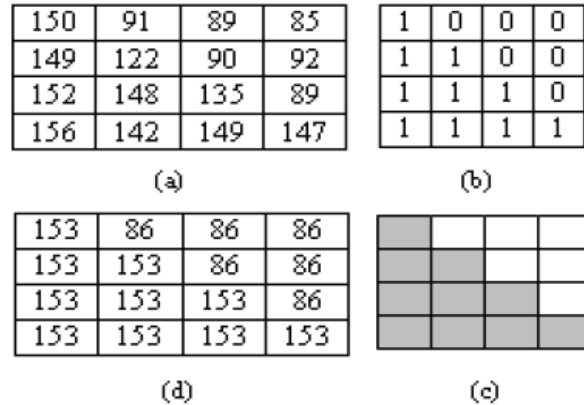 150 91 89 85
149 122 90 92
152 148 135 89
156 142 149 147
(a)
1 0 0 0
1 1 0 0
1 1 1 0
1 1 1 1
(b)
153 86 86 86
153 153 86 86
153 153 153 86
153 153 153 153
(d)
(c)